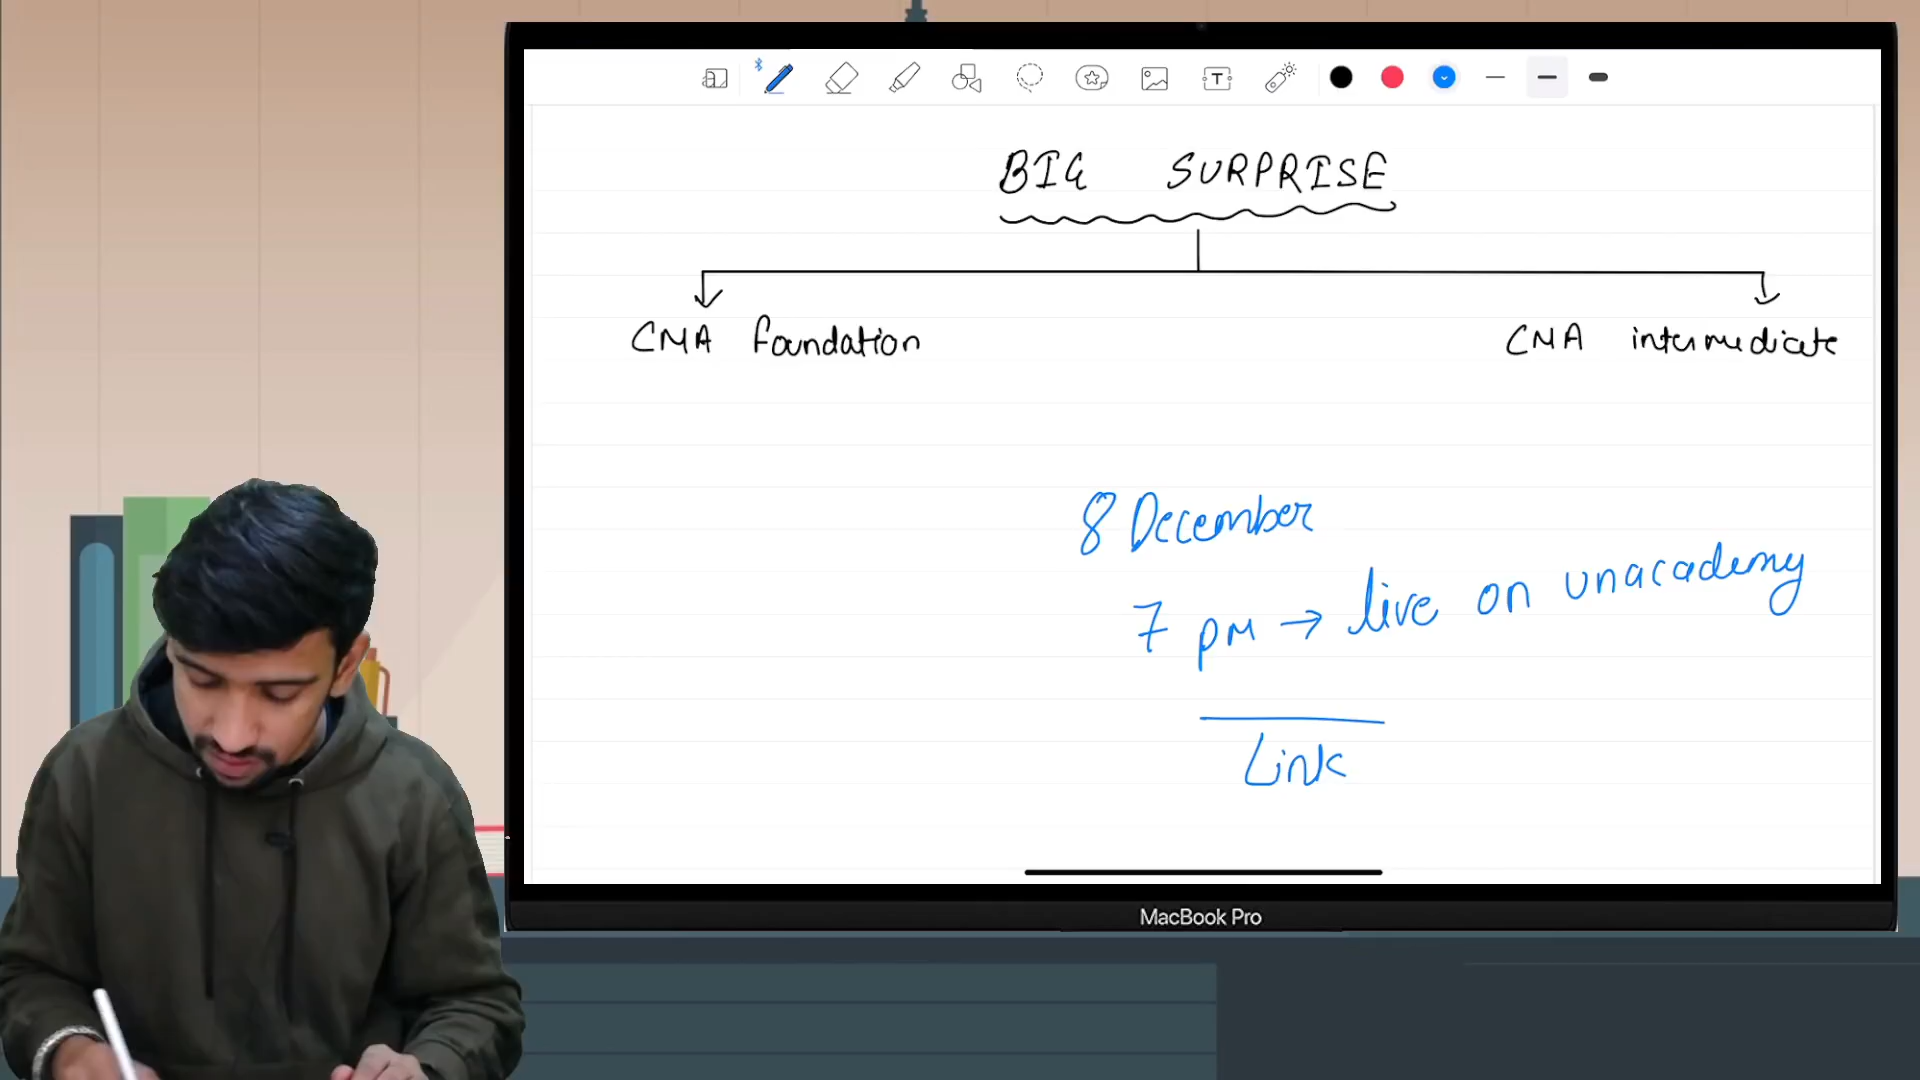 BIG SURPRISE
CMA foundation
CMA intermediate
8 December
7 pm → live on unacademy
Link
MacBook Pro